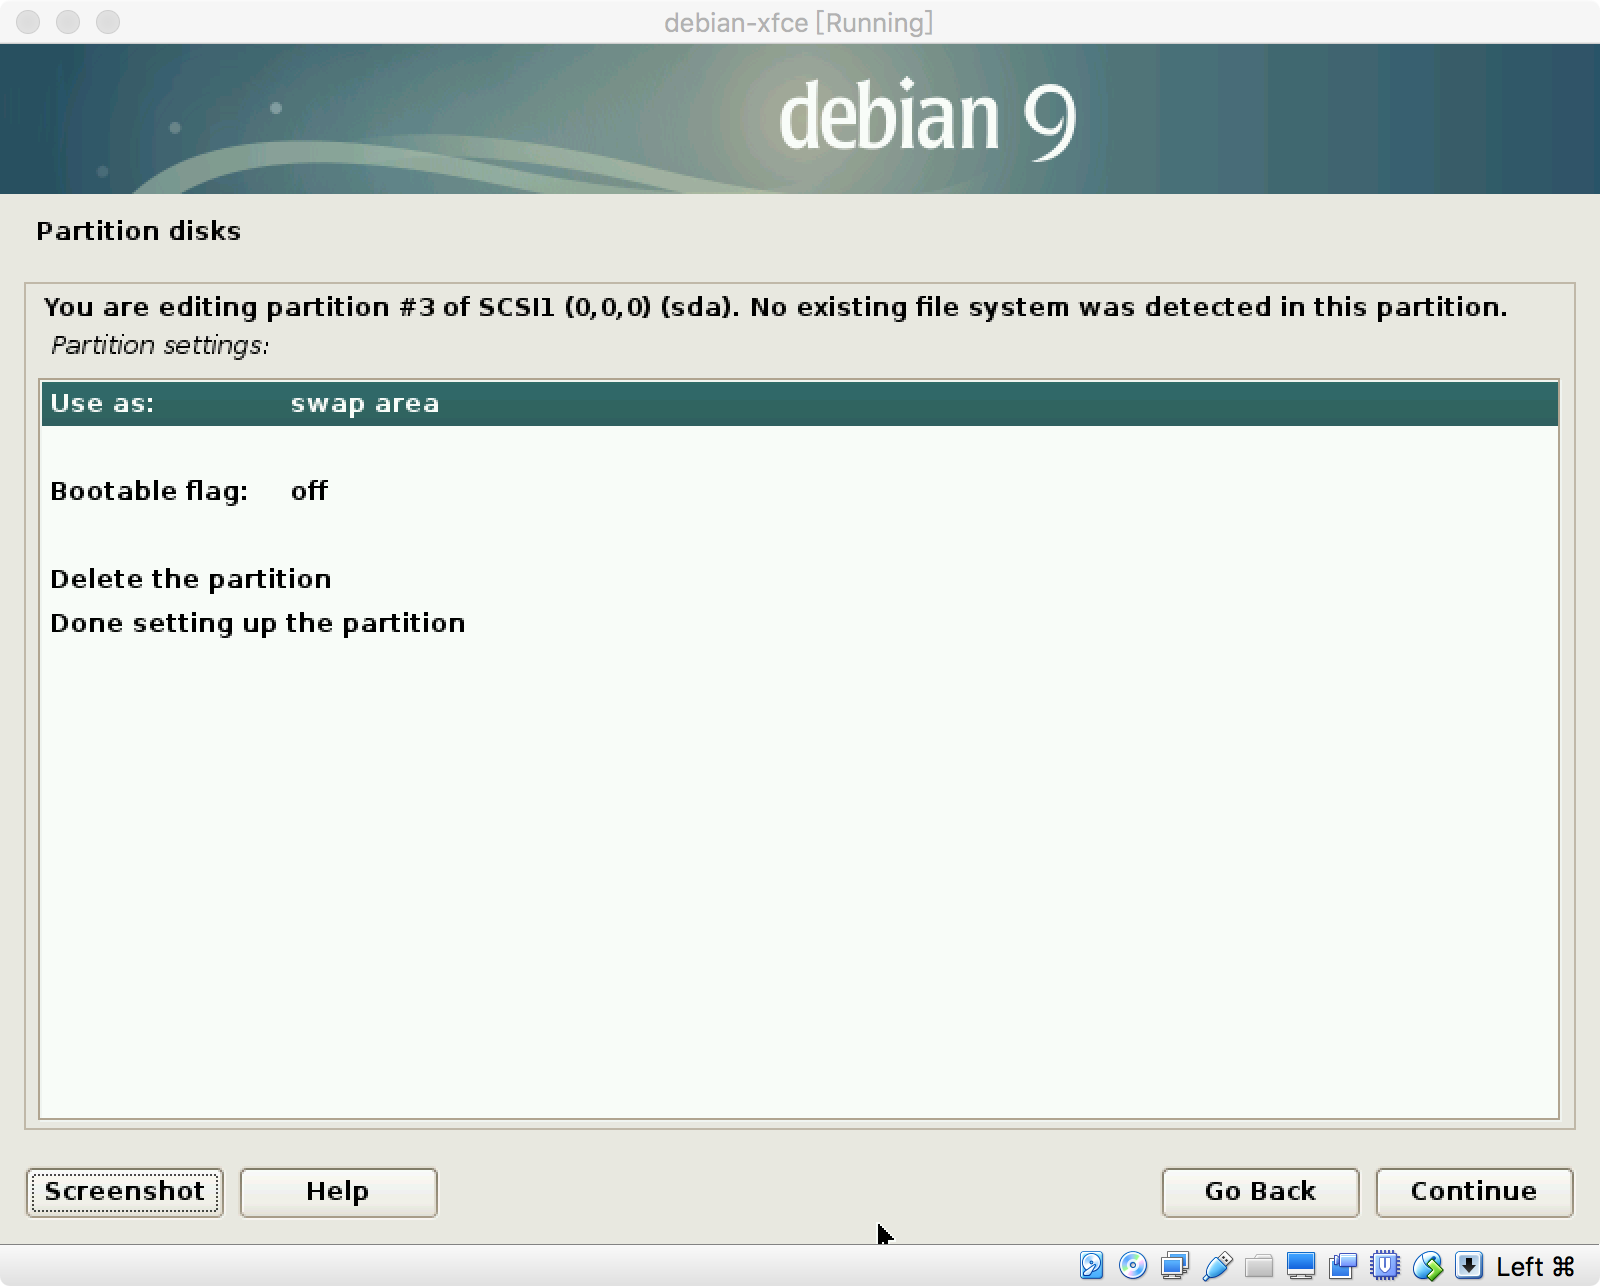 debian-xfce [Running]
debian 9
Partition disks
You are editing partition #3 of SCSI1 (0,0,0) (sda). No existing file system was detected in this partition.
Partition settings:
Use as: swap area
Bootable flag: off
Delete the partition
Done setting up the partition
Screenshot Help Go Back Continue
Left ⌘